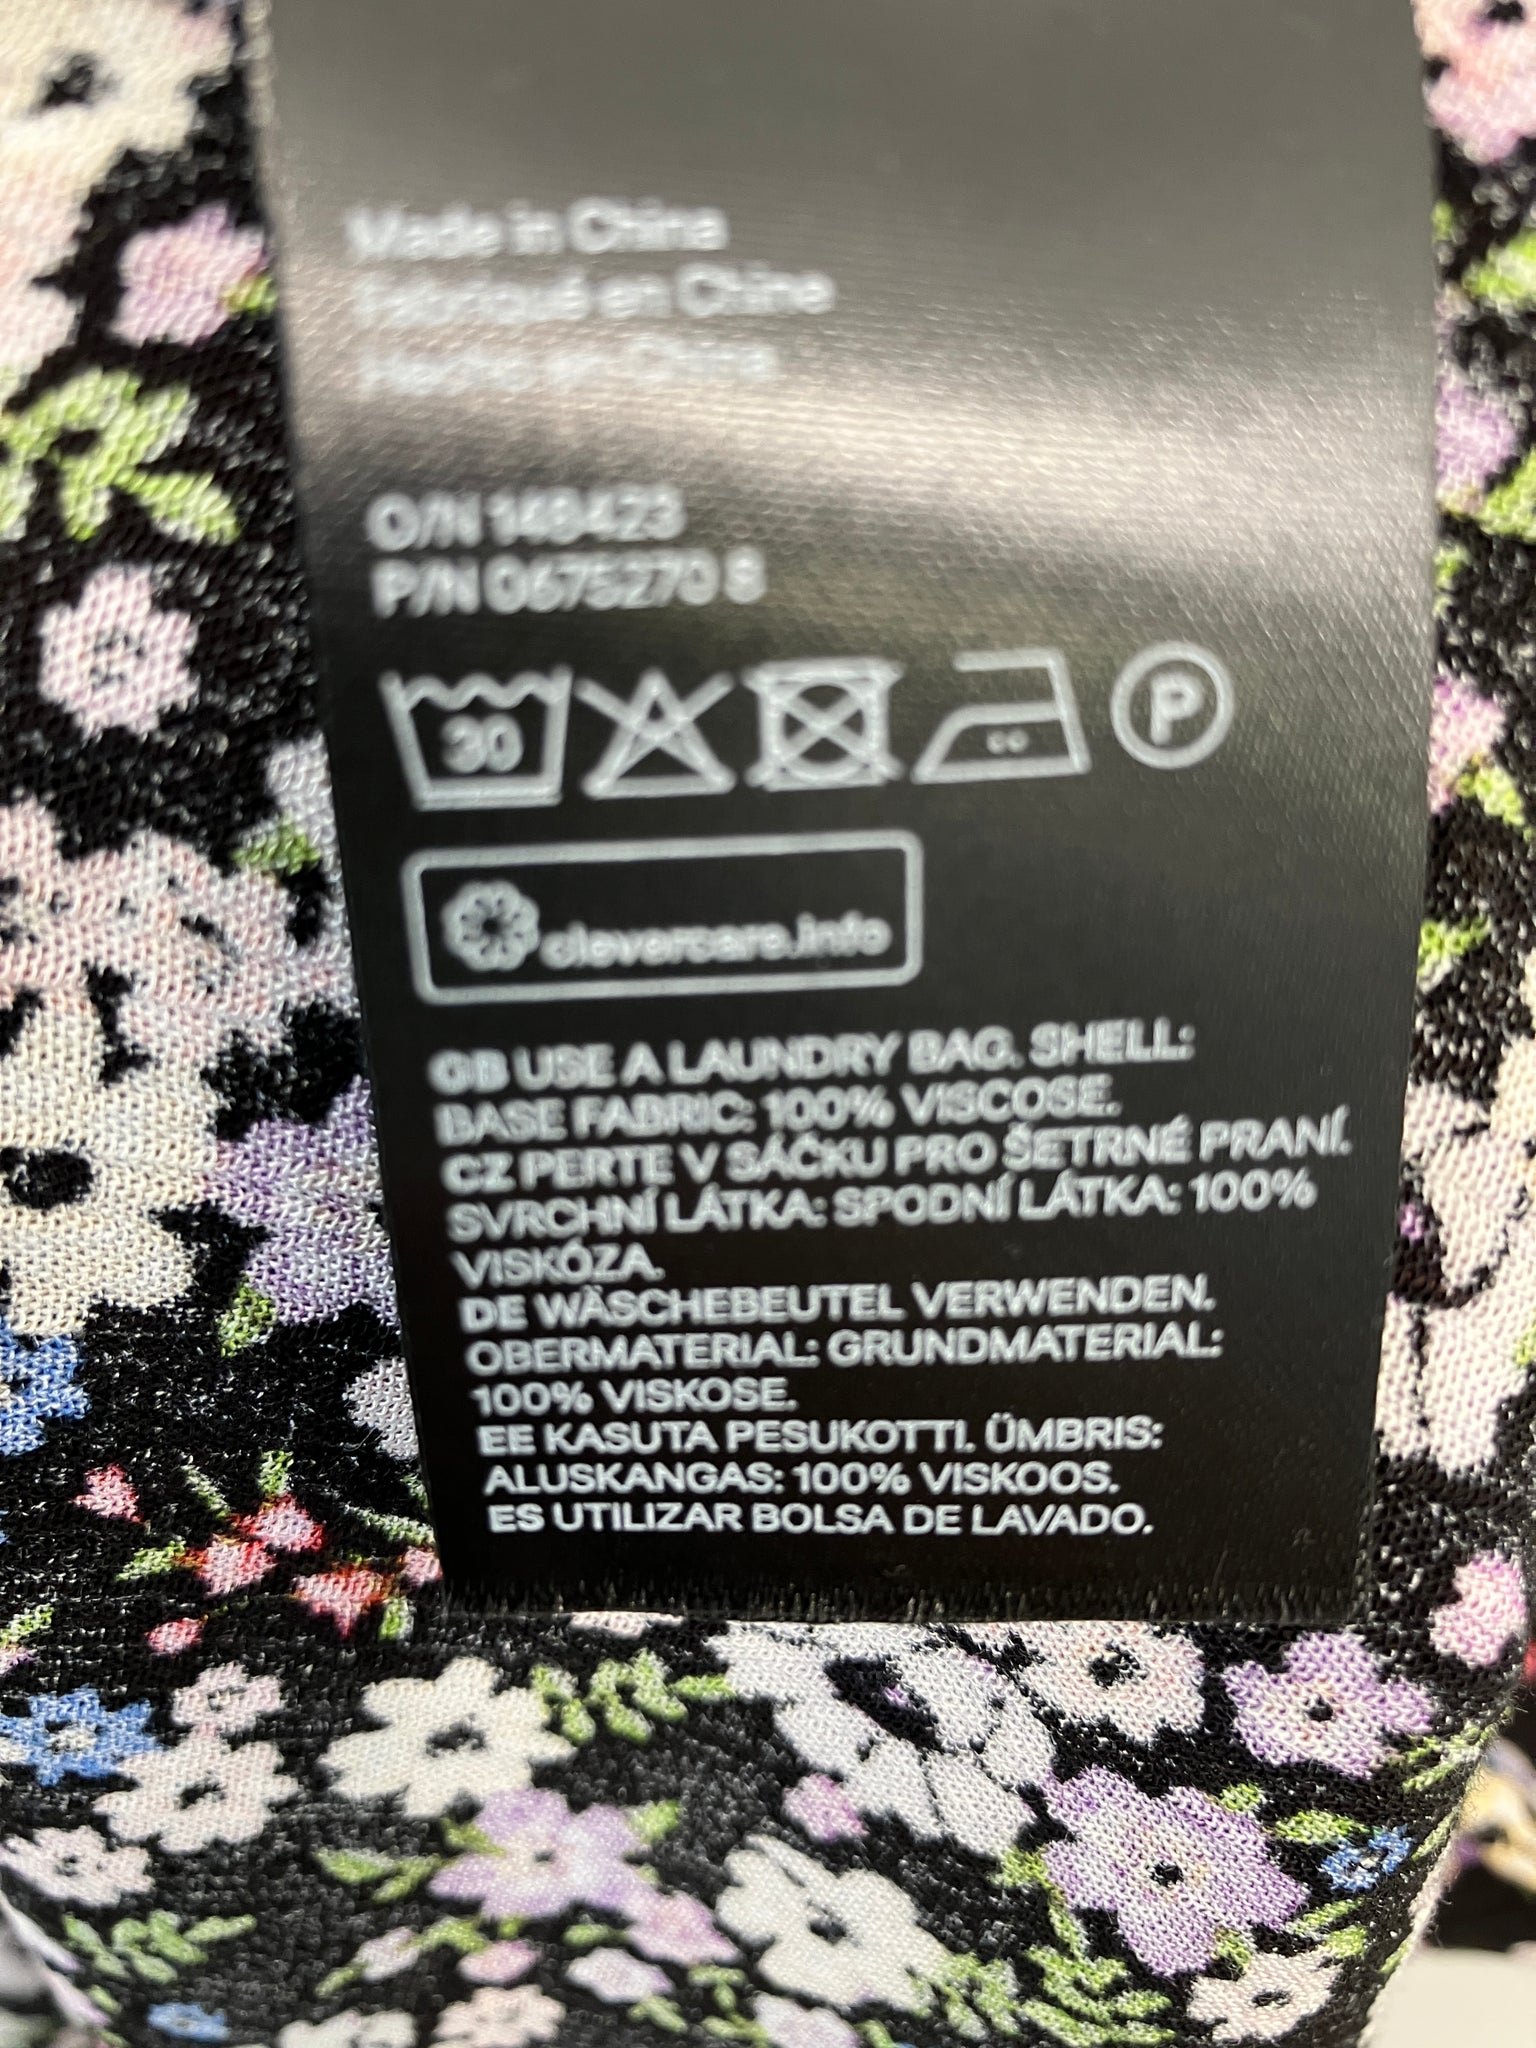 Made in China
Fabriqué en Chine
Hecho en China
O/N 149423
P/N 0675270 8
30
P
clevercare.info
GB USE A LAUNDRY BAG. SHELL:
BASE FABRIC: 100% VISCOSE.
CZ PERTE V SÁČKU PRO ŠETRNÉ PRANÍ.
SVRCHNÍ LÁTKA: SPODNÍ LÁTKA: 100%
VISKÓZA.
DE WÄSCHEBEUTEL VERWENDEN.
OBERMATERIAL: GRUNDMATERIAL:
100% VISKOSE.
EE KASUTA PESUKOTTI. ÜMBRIS:
ALUSKANGAS: 100% VISKOOS.
ES UTILIZAR BOLSA DE LAVADO.